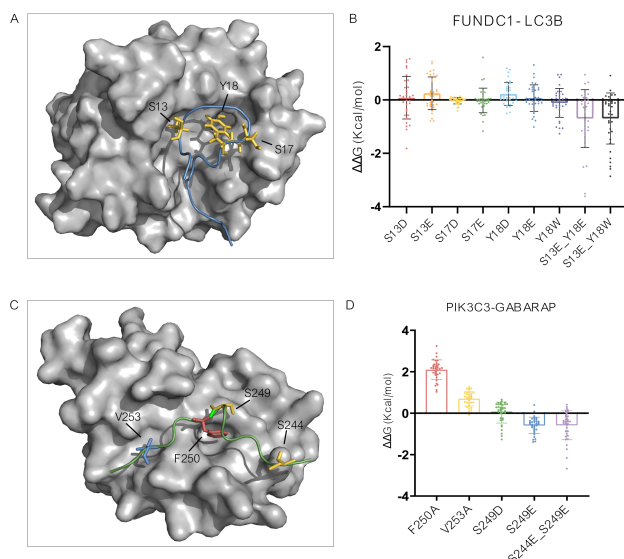 A
S13
Y18
S17
B
FUNDC1- LC3B
ΔΔG (Kcal/mol)
2
0
-2
-4
S13D
S13E
S17D
S17E
Y18D
Y18E
Y18W
S13E_Y18E
S13E_Y18W
C
V253
F250
S249
S244
D
PIK3C3-GABARAP
ΔΔG (Kcal/mol)
4
2
0
-2
-4
F250A
V253A
S249D
S249E
S244E_S249E